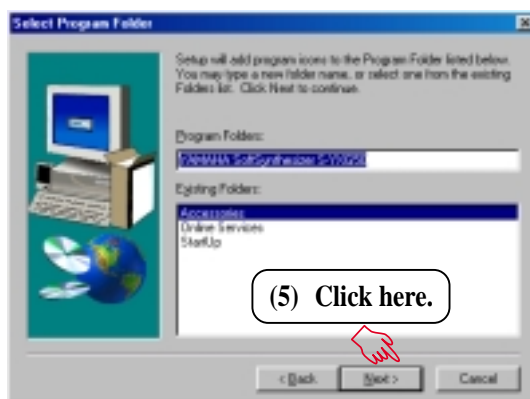 Select Program Folder
Setup will add program icons to the Program Folder listed below.
You may type a new folder name, or select one from the existing
Folders list. Click Next to continue.
Program Folders:
YAMAHA SoftSynthesizer
Existing Folders:
Accessories
Online Services
StartUp
(5) Click here.
< Back
Next >
Cancel